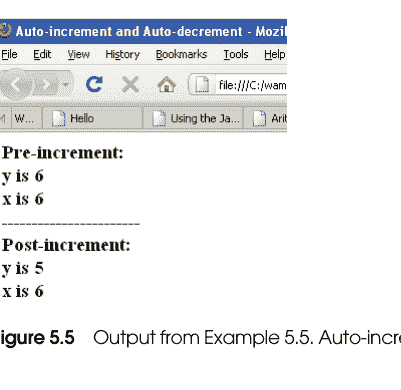 Auto-increment and Auto-decrement - Mozil
File Edit View History Bookmarks Tools Help
file:///C:/wam
W... Hello Using the Ja... Arit
Pre-increment:
y is 6
x is 6
------------------------
Post-increment:
y is 5
x is 6
igure 5.5 Output from Example 5.5. Auto-incre